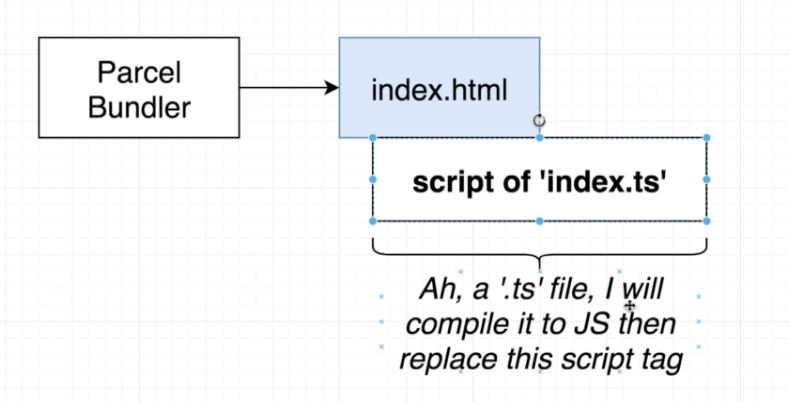 Parcel
Bundler
index.html
script of 'index.ts'
Ah, a '.ts' file, I will
compile it to JS then
replace this script tag